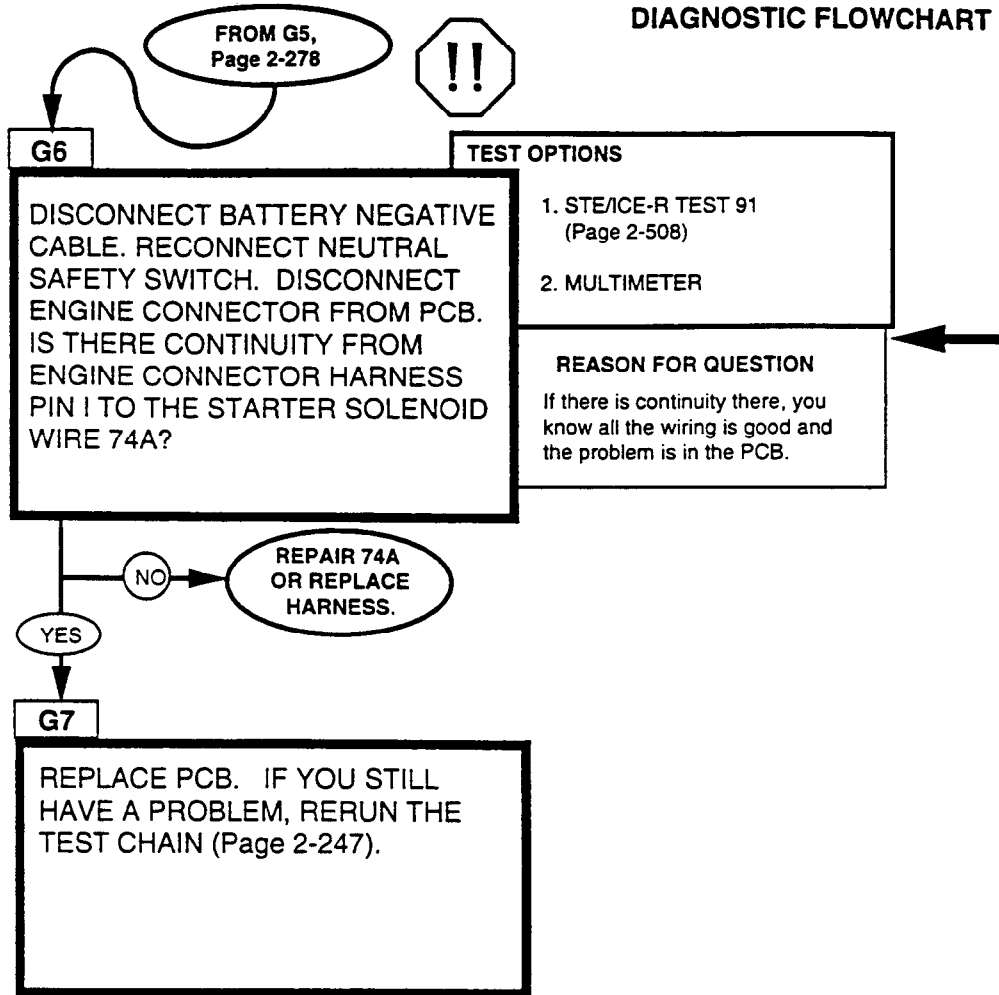 DIAGNOSTIC FLOWCHART
FROM G5,
Page 2-278
!!
G6
DISCONNECT BATTERY NEGATIVE
CABLE. RECONNECT NEUTRAL
SAFETY SWITCH. DISCONNECT
ENGINE CONNECTOR FROM PCB.
IS THERE CONTINUITY FROM
ENGINE CONNECTOR HARNESS
PIN I TO THE STARTER SOLENOID
WIRE 74A?
TEST OPTIONS
1. STE/ICE-R TEST 91
(Page 2-508)
2. MULTIMETER
REASON FOR QUESTION
If there is continuity there, you
know all the wiring is good and
the problem is in the PCB.
NO
REPAIR 74A
OR REPLACE
HARNESS.
YES
G7
REPLACE PCB. IF YOU STILL
HAVE A PROBLEM, RERUN THE
TEST CHAIN (Page 2-247).